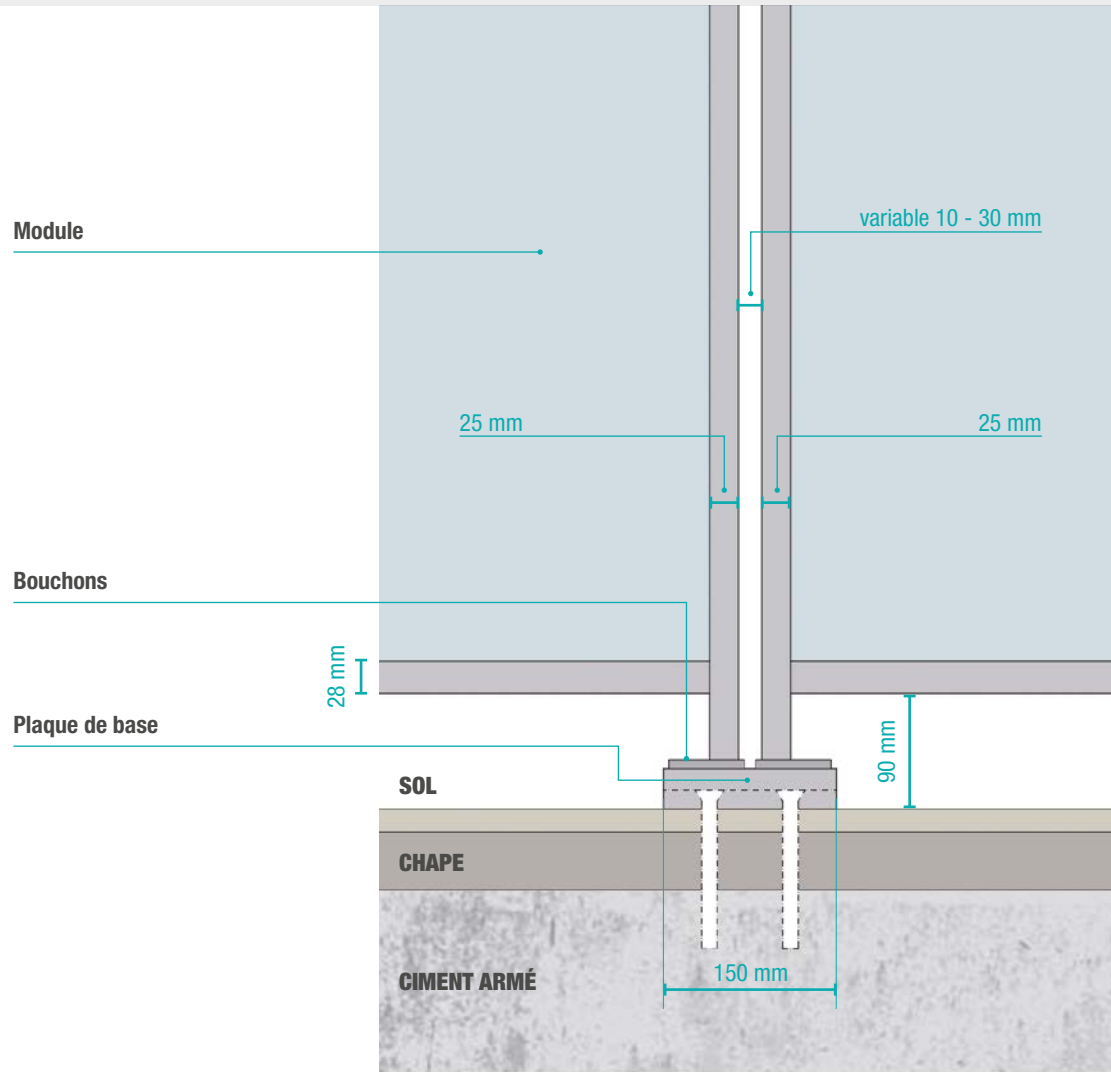 Module
variable 10 - 30 mm
25 mm
25 mm
Bouchons
28 mm
Plaque de base
90 mm
SOL
CHAPE
150 mm
CIMENT ARMÉ